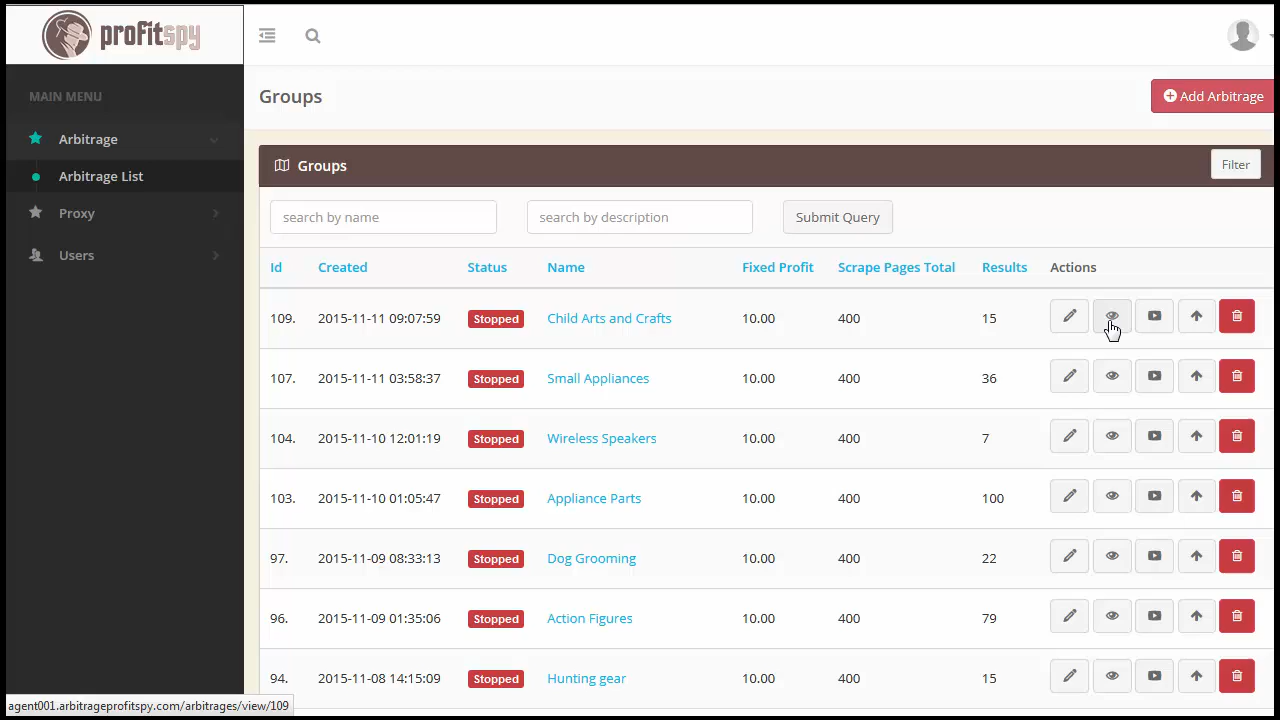 profitspy
MAIN MENU
Arbitrage
Arbitrage List
Proxy
Users
Groups
Add Arbitrage
Groups
Filter
search by name
search by description
Submit Query
Id Created Status Name Fixed Profit Scrape Pages Total Results Actions
109. 2015-11-11 09:07:59 Stopped Child Arts and Crafts 10.00 400 15
107. 2015-11-11 03:58:37 Stopped Small Appliances 10.00 400 36
104. 2015-11-10 12:01:19 Stopped Wireless Speakers 10.00 400 7
103. 2015-11-10 01:05:47 Stopped Appliance Parts 10.00 400 100
97. 2015-11-09 08:33:13 Stopped Dog Grooming 10.00 400 22
96. 2015-11-09 01:35:06 Stopped Action Figures 10.00 400 79
94. 2015-11-08 14:15:09 Stopped Hunting gear 10.00 400 15
agent001.arbitrageprofitspy.com/arbitrages/view/109